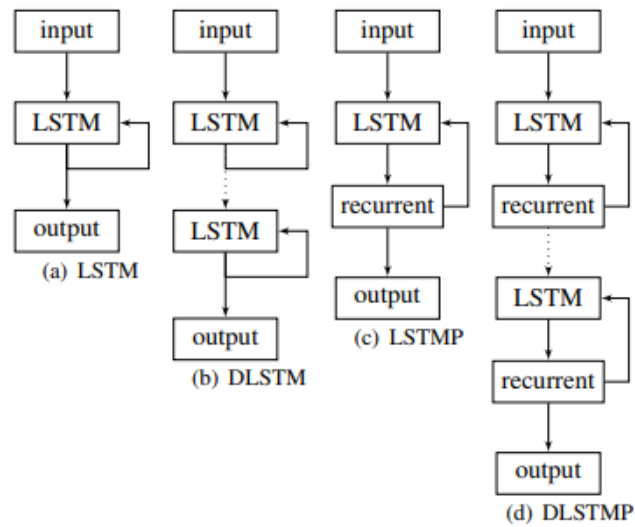 input
LSTM
output
(a) LSTM
input
LSTM
LSTM
output
(b) DLSTM
input
LSTM
recurrent
output
(c) LSTMP
input
LSTM
recurrent
LSTM
recurrent
output
(d) DLSTMP